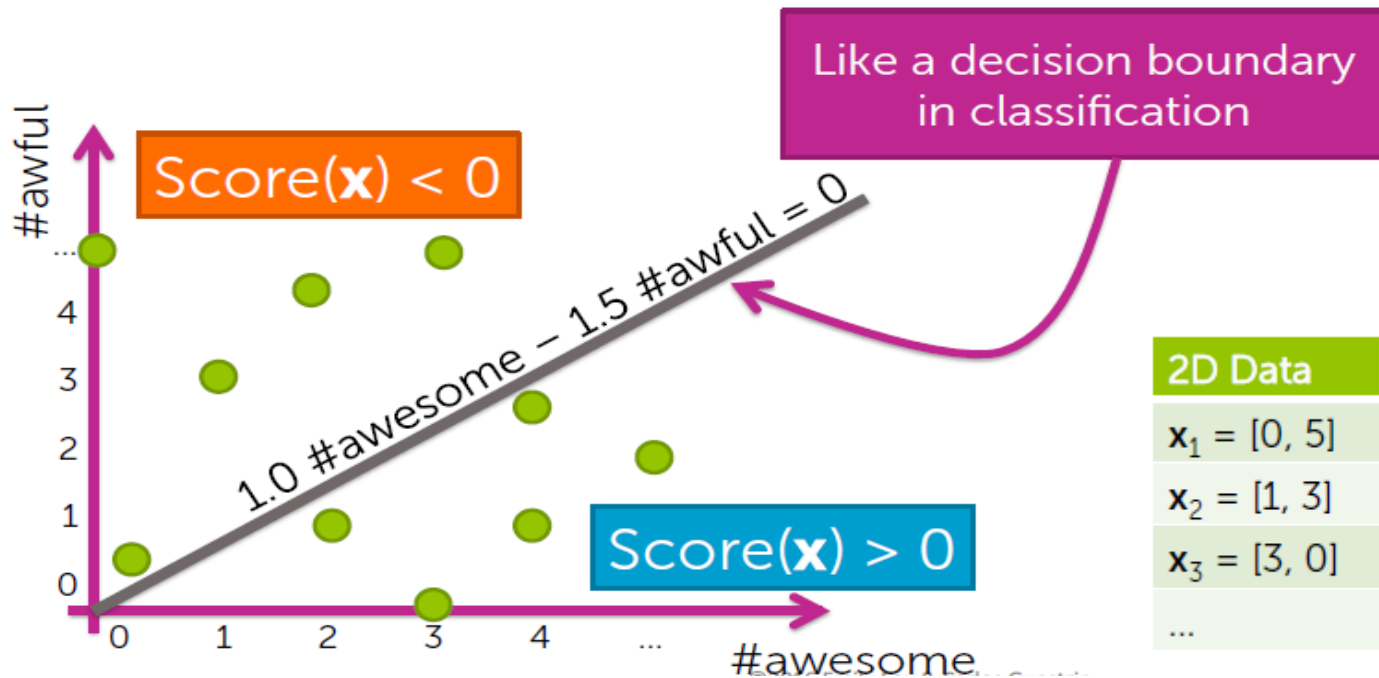 Like a decision boundary
in classification
#awful
Score(x) < 0
1.0 #awesome – 1.5 #awful = 0
...
4
3
2
1
0
0 1 2 3 4 ...
#awesome
Score(x) > 0
2D Data
x1 = [0, 5]
x2 = [1, 3]
x3 = [3, 0]
...